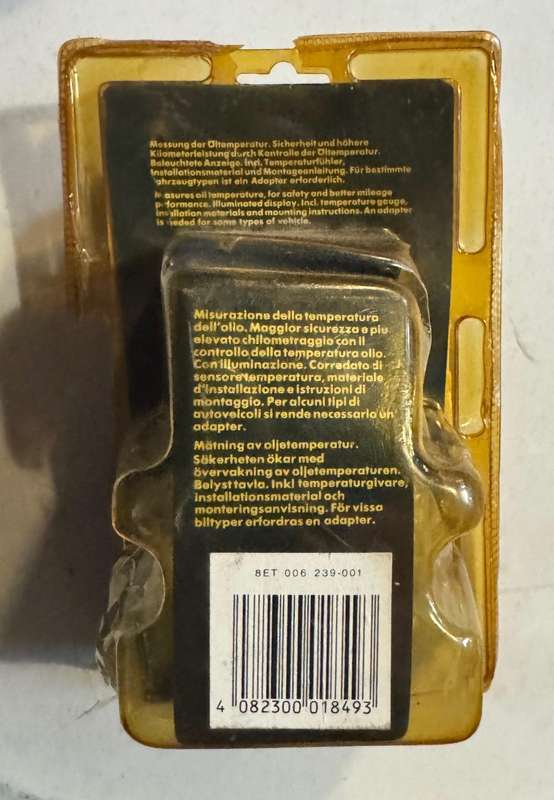 Messung der Öltemperatur. Sicherheit und höhere
Kilometerleistung durch Kontrolle der Öltemperatur.
Beleuchtete Anzeige. Incl. Temperaturfühler,
Installationsmaterial und Montageanleitung. Für bestimmte
Fahrzeugtypen ist ein Adapter erforderlich.
Measures oil temperature, for safety and better mileage
performance. Illuminated display. Incl. temperature gauge,
installation materials and mounting instructions. An adapter
is needed for some types of vehicle.
Misurazione della temperatura
dell'olio. Maggior sicurezza e piu
elevato chilometraggio con il
controllo della temperatura olio.
Con illuminazione. Corredato di
sensore temperatura, materiale
d'installazione e istruzioni di
montaggio. Per alcuni tipi di
autoveicoli si rende necessario un
adapter.
Mätning av oljetemperatur.
Säkerheten ökar med
övervakning av oljetemperaturen.
Belyst tavla. Inkl temperaturgivare,
installationsmaterial och
monteringsanvisning. För vissa
biltyper erfordras en adapter.
8ET 006 239-001
4 082300 018493